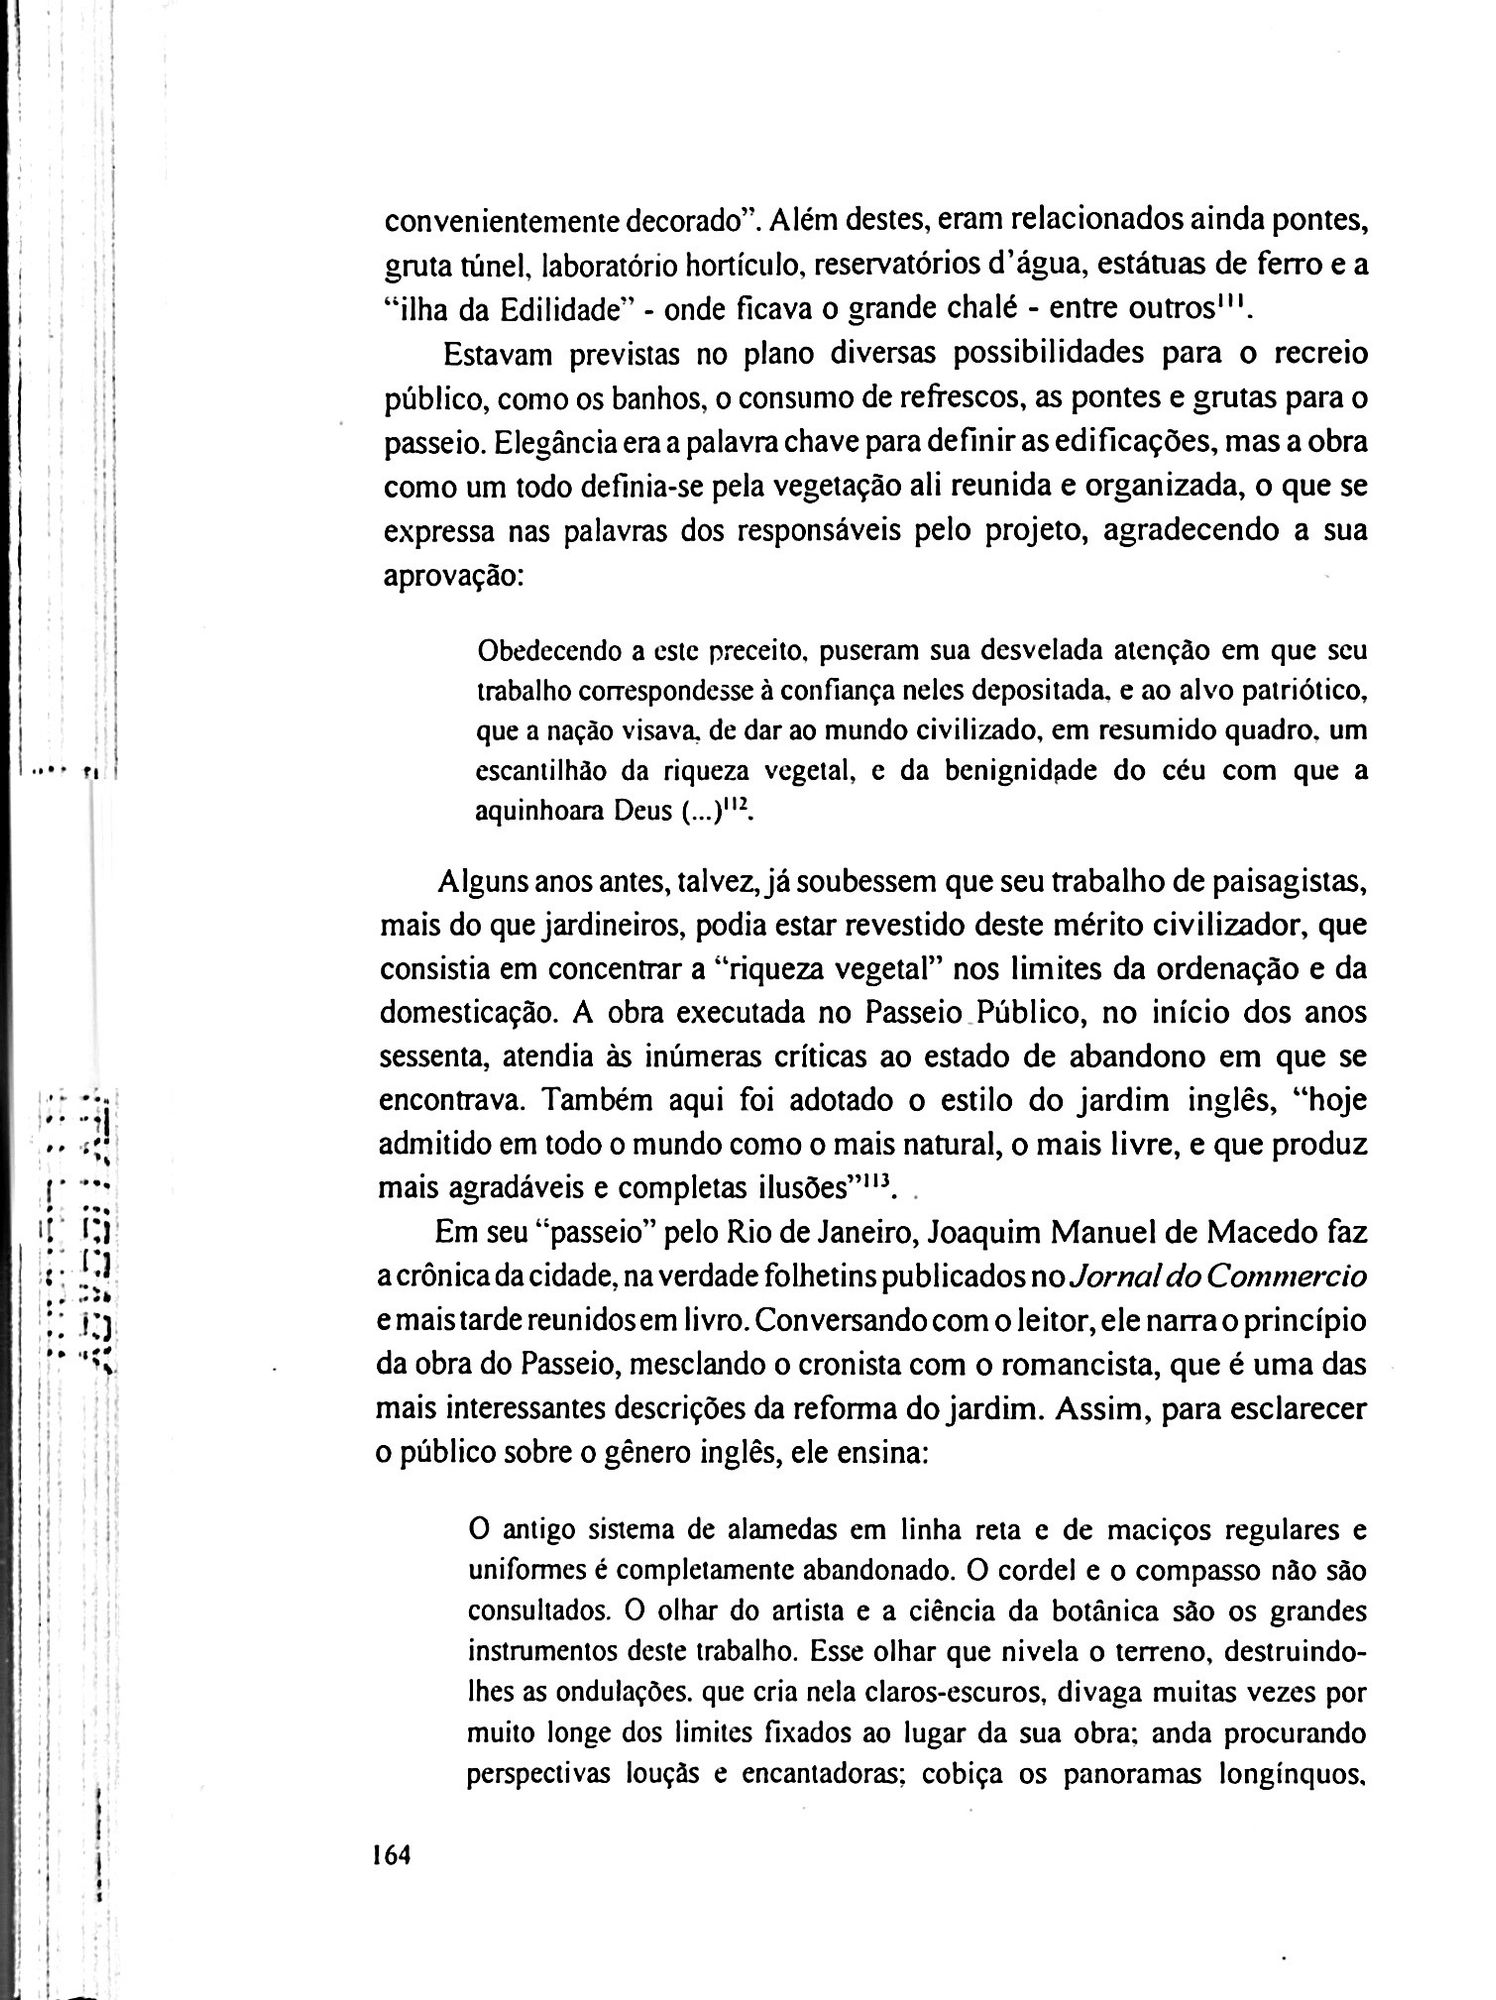 convenientemente decorado”. Além destes, eram relacionados ainda pontes,
gruta túnel, laboratório hortículo, reservatórios d’água, estátuas de ferro e a
“ilha da Edilidade” - onde ficava o grande chalé - entre outros¹¹¹.
Estavam previstas no plano diversas possibilidades para o recreio
público, como os banhos, o consumo de refrescos, as pontes e grutas para o
passeio. Elegância era a palavra chave para definir as edificações, mas a obra
como um todo definia-se pela vegetação ali reunida e organizada, o que se
expressa nas palavras dos responsáveis pelo projeto, agradecendo a sua
aprovação:
Obedecendo a este preceito, puseram sua desvelada atenção em que seu
trabalho correspondesse à confiança neles depositada, e ao alvo patriótico,
que a nação visava, de dar ao mundo civilizado, em resumido quadro, um
escantilhão da riqueza vegetal, e da benignidade do céu com que a
aquinhoara Deus (...)¹¹².
Alguns anos antes, talvez, já soubessem que seu trabalho de paisagistas,
mais do que jardineiros, podia estar revestido deste mérito civilizador, que
consistia em concentrar a “riqueza vegetal” nos limites da ordenação e da
domesticação. A obra executada no Passeio Público, no início dos anos
sessenta, atendia às inúmeras críticas ao estado de abandono em que se
encontrava. Também aqui foi adotado o estilo do jardim inglês, “hoje
admitido em todo o mundo como o mais natural, o mais livre, e que produz
mais agradáveis e completas ilusões”¹¹³.
Em seu “passeio” pelo Rio de Janeiro, Joaquim Manuel de Macedo faz
a crônica da cidade, na verdade folhetins publicados no Jornal do Commercio
e mais tarde reunidos em livro. Conversando com o leitor, ele narra o princípio
da obra do Passeio, mesclando o cronista com o romancista, que é uma das
mais interessantes descrições da reforma do jardim. Assim, para esclarecer
o público sobre o gênero inglês, ele ensina:
O antigo sistema de alamedas em linha reta e de maciços regulares e
uniformes é completamente abandonado. O cordel e o compasso não são
consultados. O olhar do artista e a ciência da botânica são os grandes
instrumentos deste trabalho. Esse olhar que nivela o terreno, destruindo-
lhes as ondulações. que cria nela claros-escuros, divaga muitas vezes por
muito longe dos limites fixados ao lugar da sua obra; anda procurando
perspectivas louçãs e encantadoras; cobiça os panoramas longínquos,
164